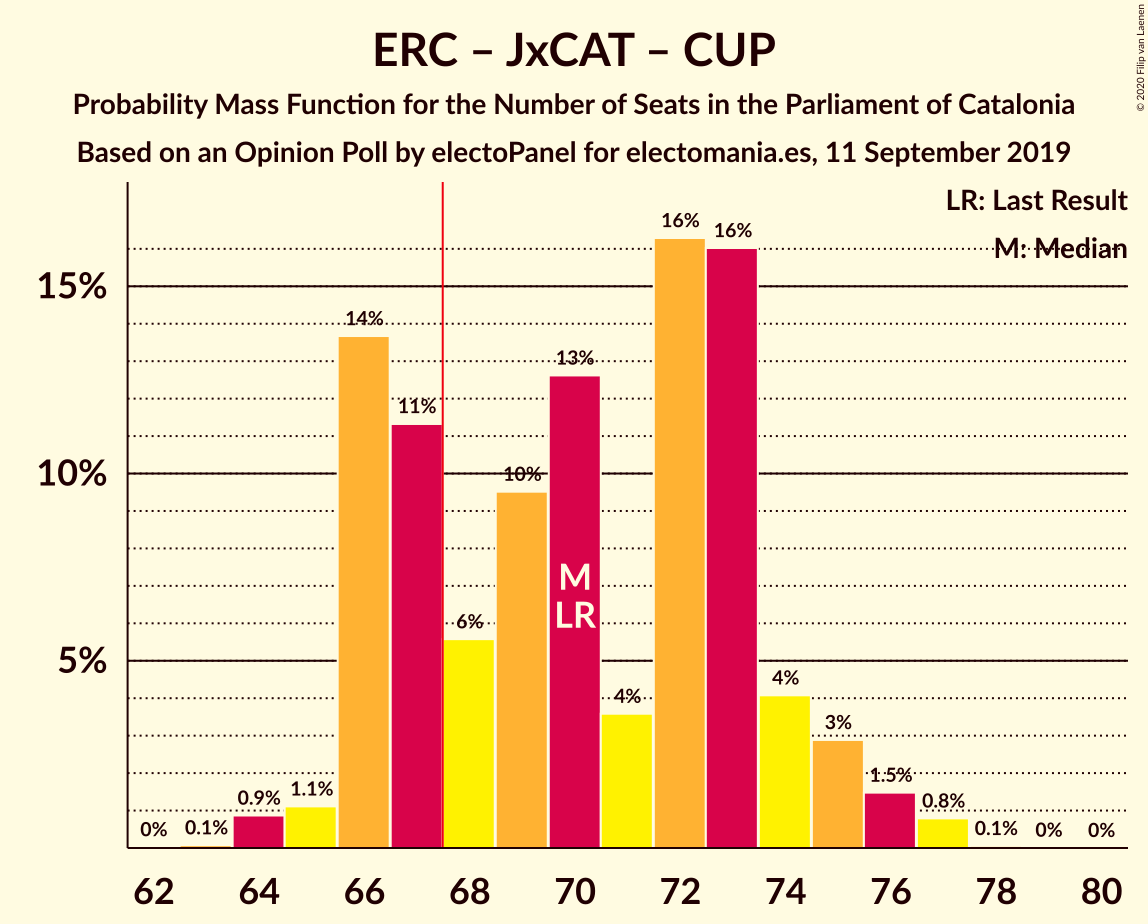 ERC – JxCAT – CUP
Probability Mass Function for the Number of Seats in the Parliament of Catalonia
Based on an Opinion Poll by electoPanel for electomania.es, 11 September 2019
© 2020 Filip van Laenen
LR: Last Result
M: Median
15%
10%
5%
0%
0.1%
0.9%
1.1%
14%
11%
6%
10%
13%
4%
16%
16%
4%
3%
1.5%
0.8%
0.1%
0%
0%
M
LR
62 64 66 68 70 72 74 76 78 80